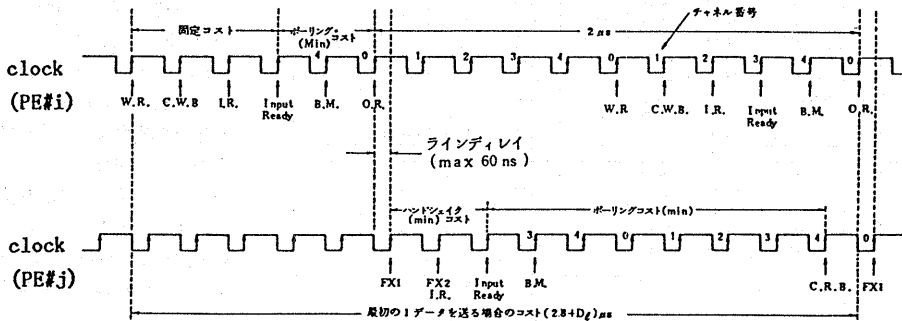 固定コスト
ポーリング・コスト
(Min)
2 μs
チャネル番号
clock
(PE#i)
4 0 1 2 3 4 0 1 2 3 4 0
W.R. C.W.B I.R. Input Ready B.M. O.R. W.R C.W.B. I.R. Input Ready B.M. O.R.
ラインディレイ
(max 60 ns)
ハンドシェイク
(min) コスト
ポーリングコスト(min)
clock
(PE#j)
3 4 0 1 2 3 4 0
FX1 FX2 I.R. Input Ready B.M. C.R.B. FX1
最初の1データを送る場合のコスト(2.8+Dℓ)μs